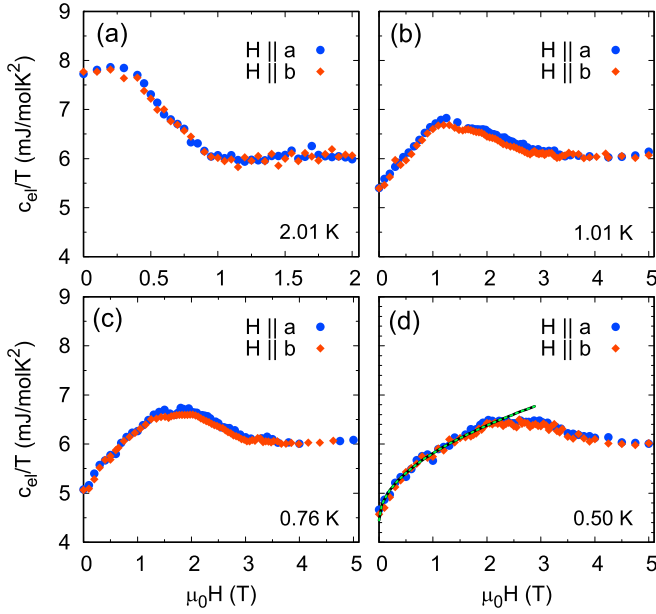 (a)
H || a
H || b
c_el/T (mJ/molK²)
9
8
7
6
5
4
2.01 K
0 0.5 1 1.5 2
(b)
H || a
H || b
1.01 K
0 1 2 3 4 5
(c)
H || a
H || b
c_el/T (mJ/molK²)
9
8
7
6
5
4
0.76 K
0 1 2 3 4 5
μ₀H (T)
(d)
H || a
H || b
0.50 K
0 1 2 3 4 5
μ₀H (T)